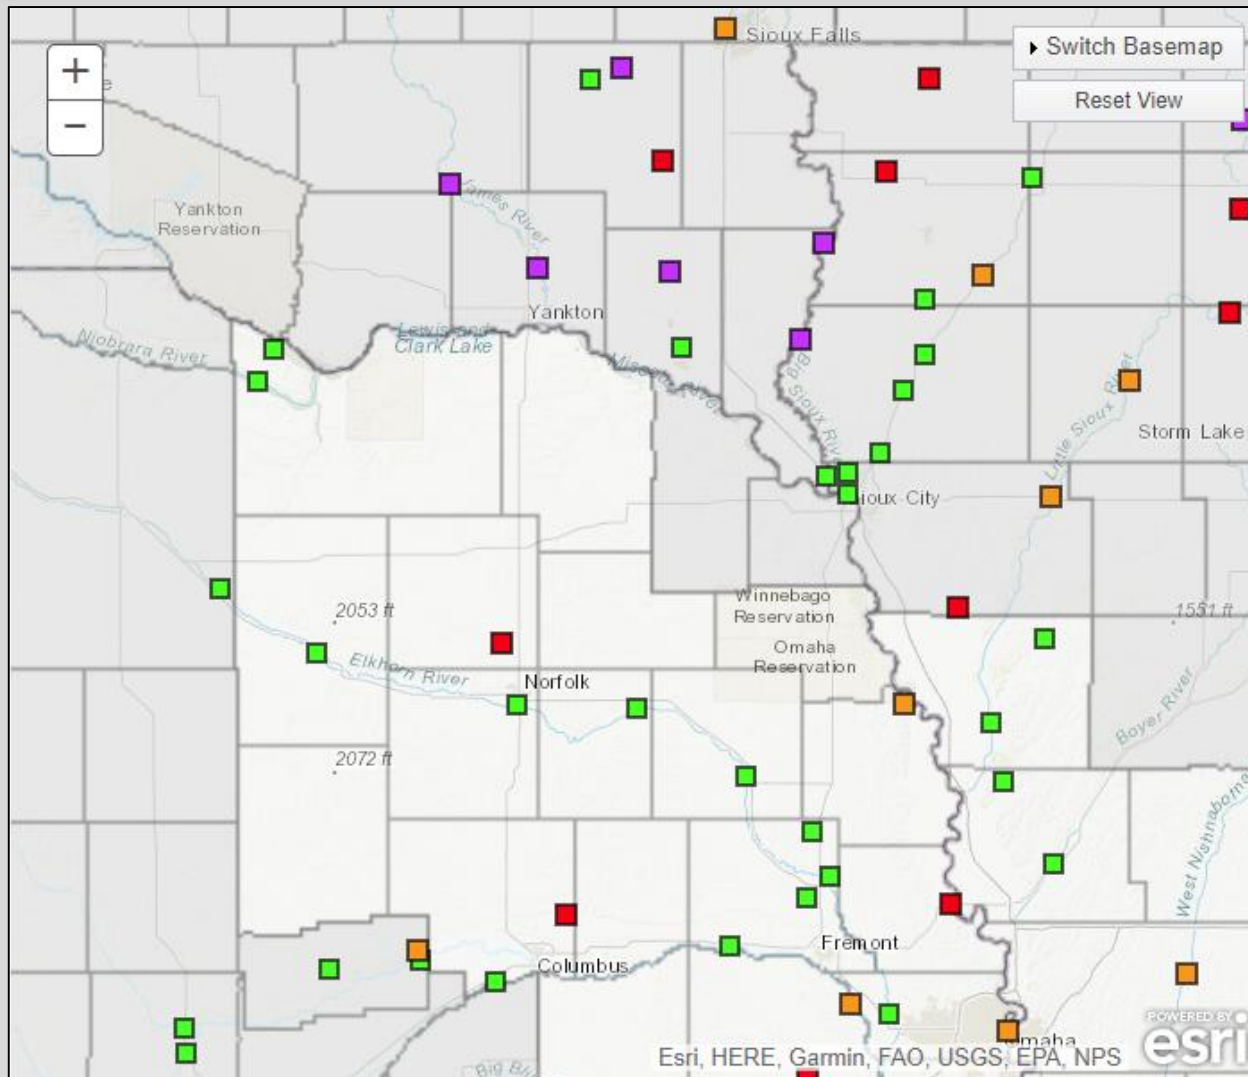 Sioux Falls
Switch Basemap
+
e
Reset View
−
James River
Yankton
Reservation
Yankton
Lewis and
Clark Lake
Niobrara River
Missouri River
Big Sioux River
Little Sioux River
Storm Lake
ioux City
Winnebago
Reservation
2053 ft
1551 ft
Omaha
Reservation
Elkhorn River
Norfolk
Boyer River
2072 ft
West Nishnabotna
Fremont
Columbus
POWERED BY
esri
Omaha
Esri, HERE, Garmin, FAO, USGS, EPA, NPS